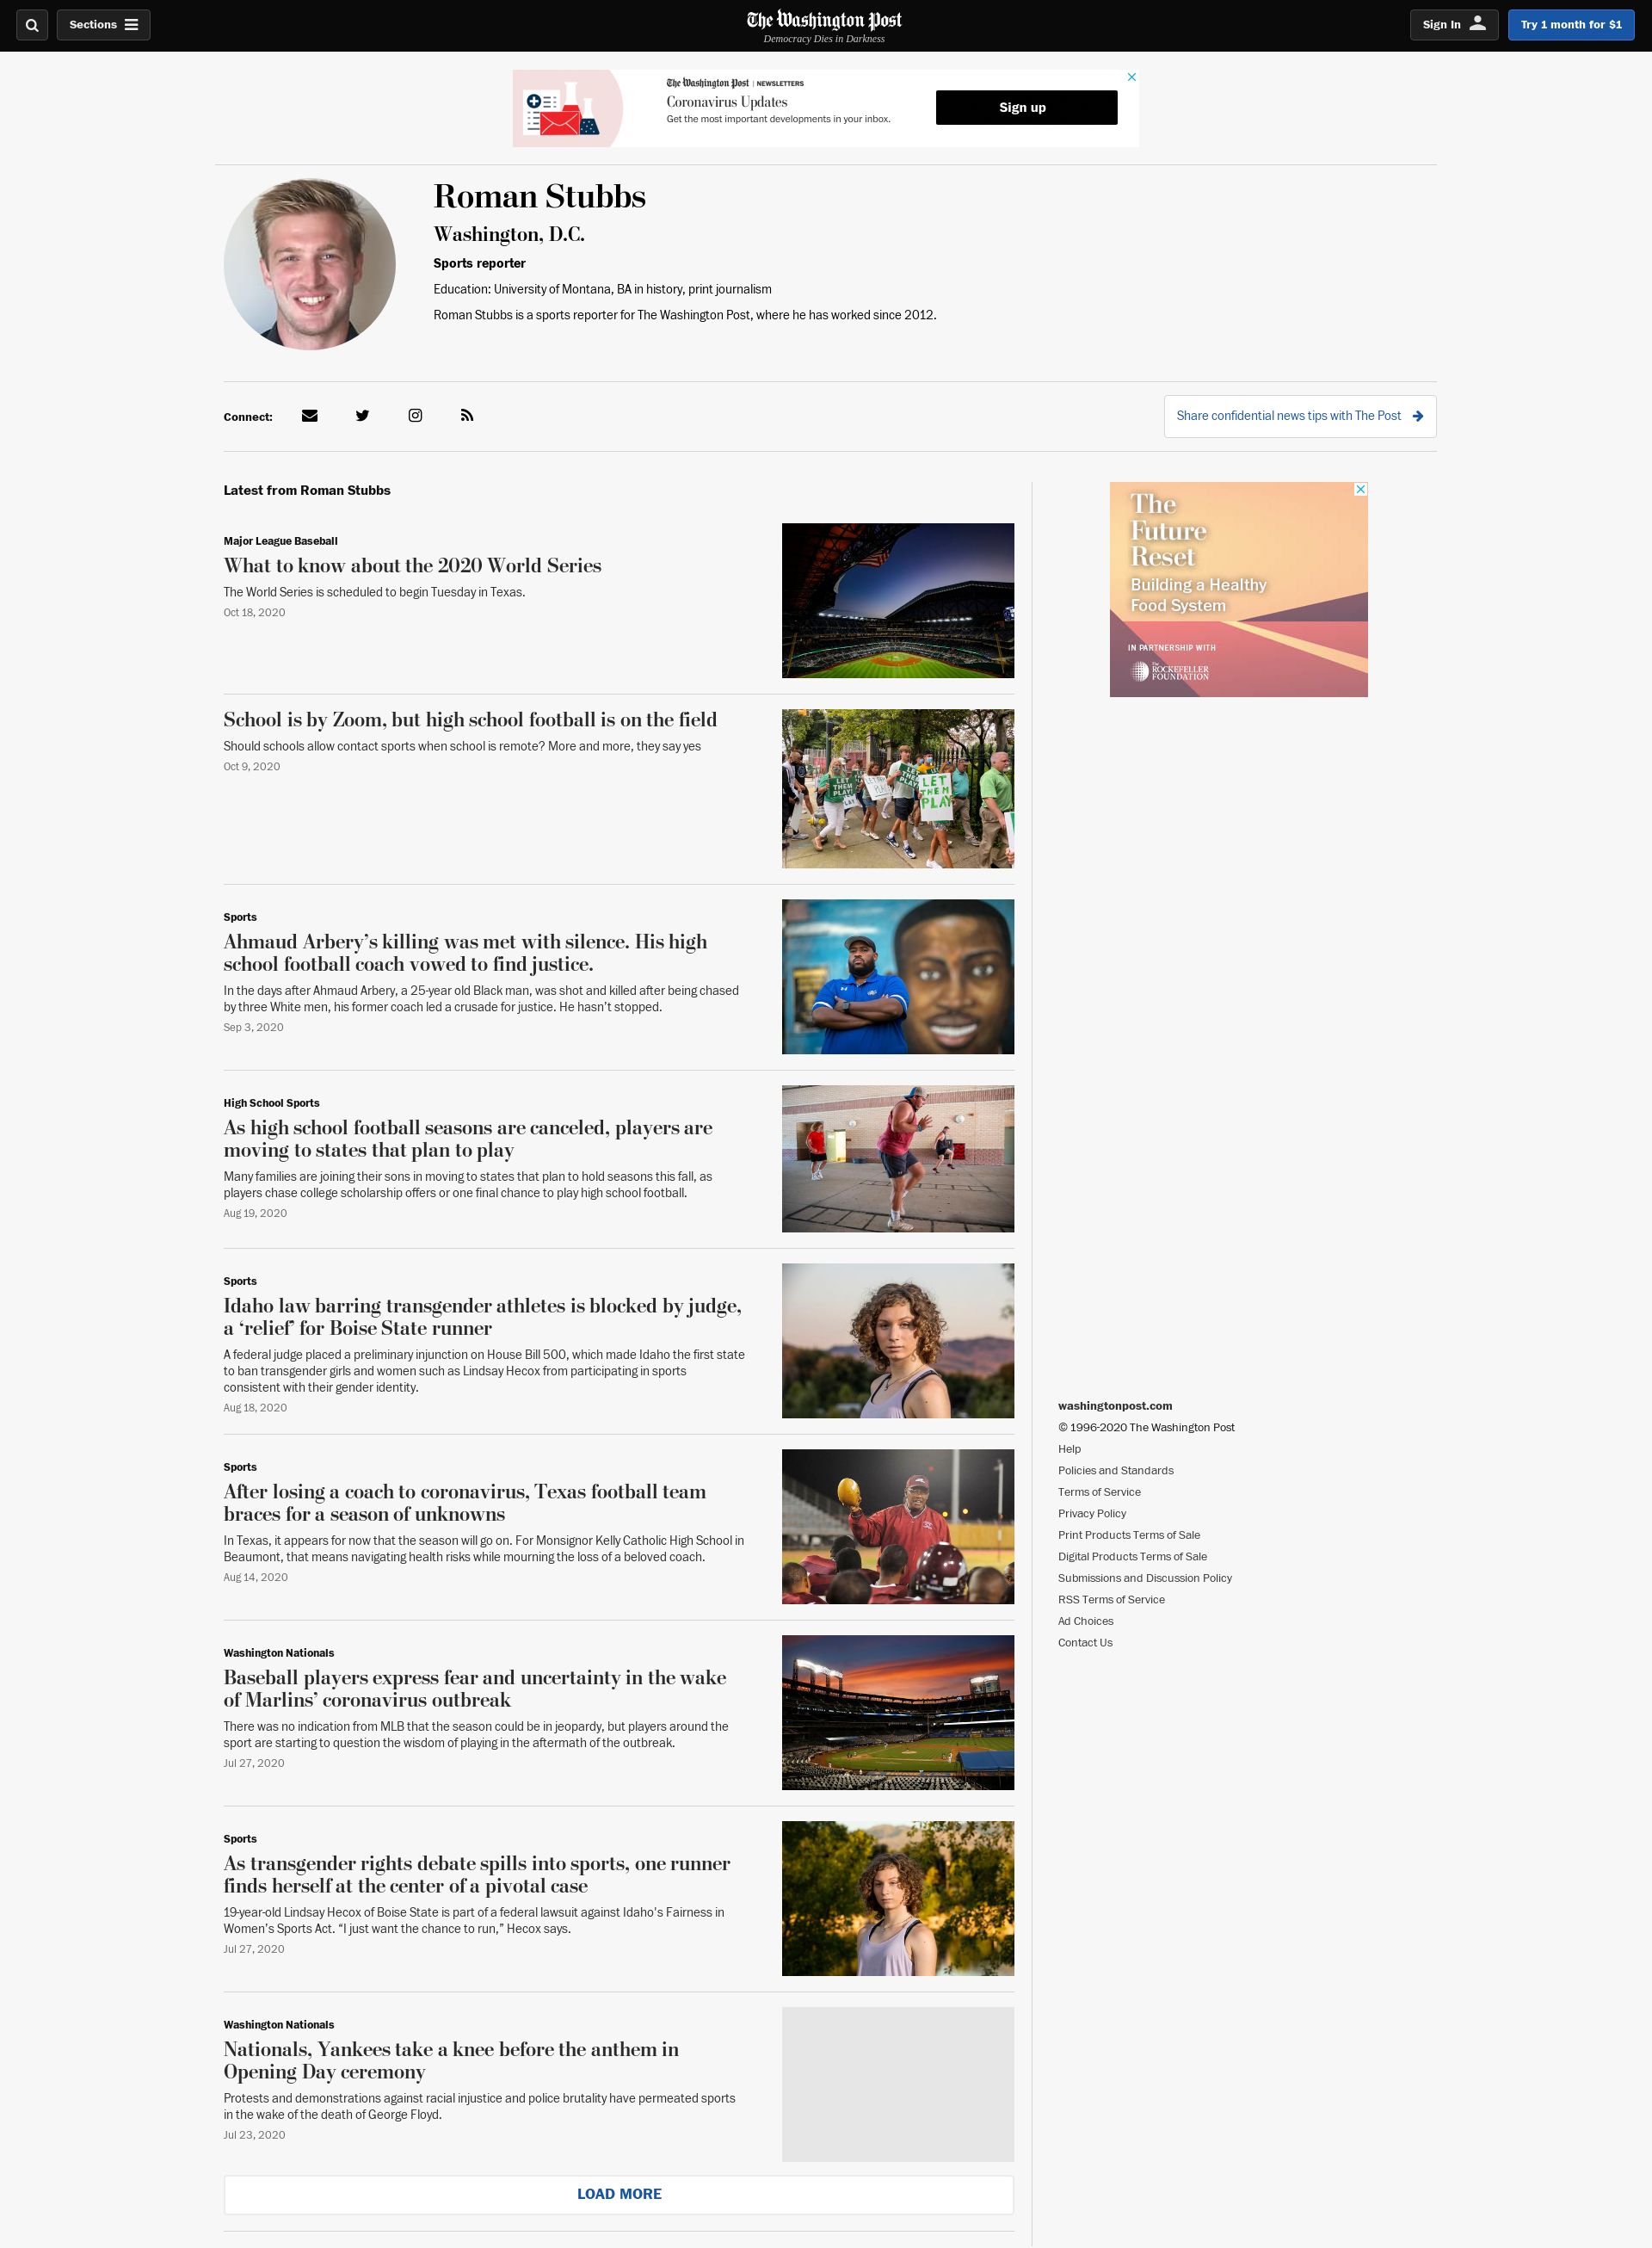 Sections
The Washington Post
Democracy Dies in Darkness
Sign In
Try 1 month for $1
The Washington Post | NEWSLETTERS
Coronavirus Updates
Get the most important developments in your inbox.
Sign up
Roman Stubbs
Washington, D.C.
Sports reporter
Education: University of Montana, BA in history, print journalism
Roman Stubbs is a sports reporter for The Washington Post, where he has worked since 2012.
Connect:
Share confidential news tips with The Post
Latest from Roman Stubbs
Major League Baseball
What to know about the 2020 World Series
The World Series is scheduled to begin Tuesday in Texas.
Oct 18, 2020
School is by Zoom, but high school football is on the field
Should schools allow contact sports when school is remote? More and more, they say yes
Oct 9, 2020
LET THEM PLAY!
LET THEM PLAY
Sports
Ahmaud Arbery’s killing was met with silence. His high
school football coach vowed to find justice.
In the days after Ahmaud Arbery, a 25-year old Black man, was shot and killed after being chased
by three White men, his former coach led a crusade for justice. He hasn’t stopped.
Sep 3, 2020
High School Sports
As high school football seasons are canceled, players are
moving to states that plan to play
Many families are joining their sons in moving to states that plan to hold seasons this fall, as
players chase college scholarship offers or one final chance to play high school football.
Aug 19, 2020
Sports
Idaho law barring transgender athletes is blocked by judge,
a ‘relief’ for Boise State runner
A federal judge placed a preliminary injunction on House Bill 500, which made Idaho the first state
to ban transgender girls and women such as Lindsay Hecox from participating in sports
consistent with their gender identity.
Aug 18, 2020
Sports
After losing a coach to coronavirus, Texas football team
braces for a season of unknowns
In Texas, it appears for now that the season will go on. For Monsignor Kelly Catholic High School in
Beaumont, that means navigating health risks while mourning the loss of a beloved coach.
Aug 14, 2020
Washington Nationals
Baseball players express fear and uncertainty in the wake
of Marlins’ coronavirus outbreak
There was no indication from MLB that the season could be in jeopardy, but players around the
sport are starting to question the wisdom of playing in the aftermath of the outbreak.
Jul 27, 2020
Sports
As transgender rights debate spills into sports, one runner
finds herself at the center of a pivotal case
19-year-old Lindsay Hecox of Boise State is part of a federal lawsuit against Idaho's Fairness in
Women’s Sports Act. “I just want the chance to run,” Hecox says.
Jul 27, 2020
Washington Nationals
Nationals, Yankees take a knee before the anthem in
Opening Day ceremony
Protests and demonstrations against racial injustice and police brutality have permeated sports
in the wake of the death of George Floyd.
Jul 23, 2020
LOAD MORE
The
Future
Reset
Building a Healthy
Food System
IN PARTNERSHIP WITH
The
ROCKEFELLER
FOUNDATION
washingtonpost.com
© 1996-2020 The Washington Post
Help
Policies and Standards
Terms of Service
Privacy Policy
Print Products Terms of Sale
Digital Products Terms of Sale
Submissions and Discussion Policy
RSS Terms of Service
Ad Choices
Contact Us